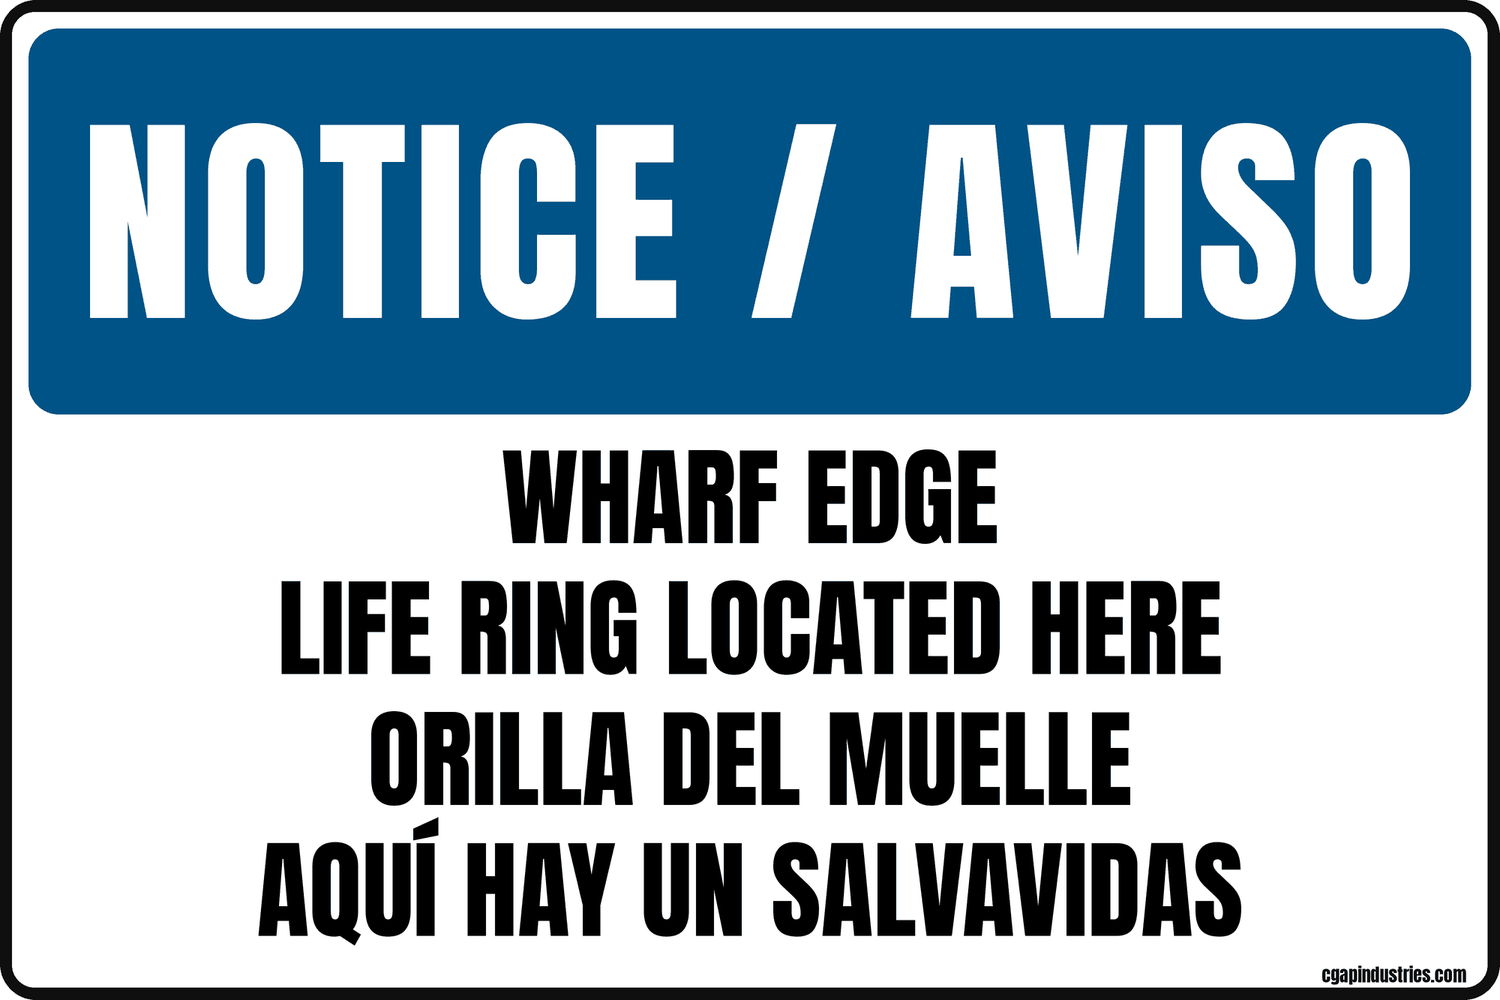 NOTICE / AVISO
WHARF EDGE
LIFE RING LOCATED HERE
ORILLA DEL MUELLE
AQUÍ HAY UN SALVAVIDAS
cgapindustries.com